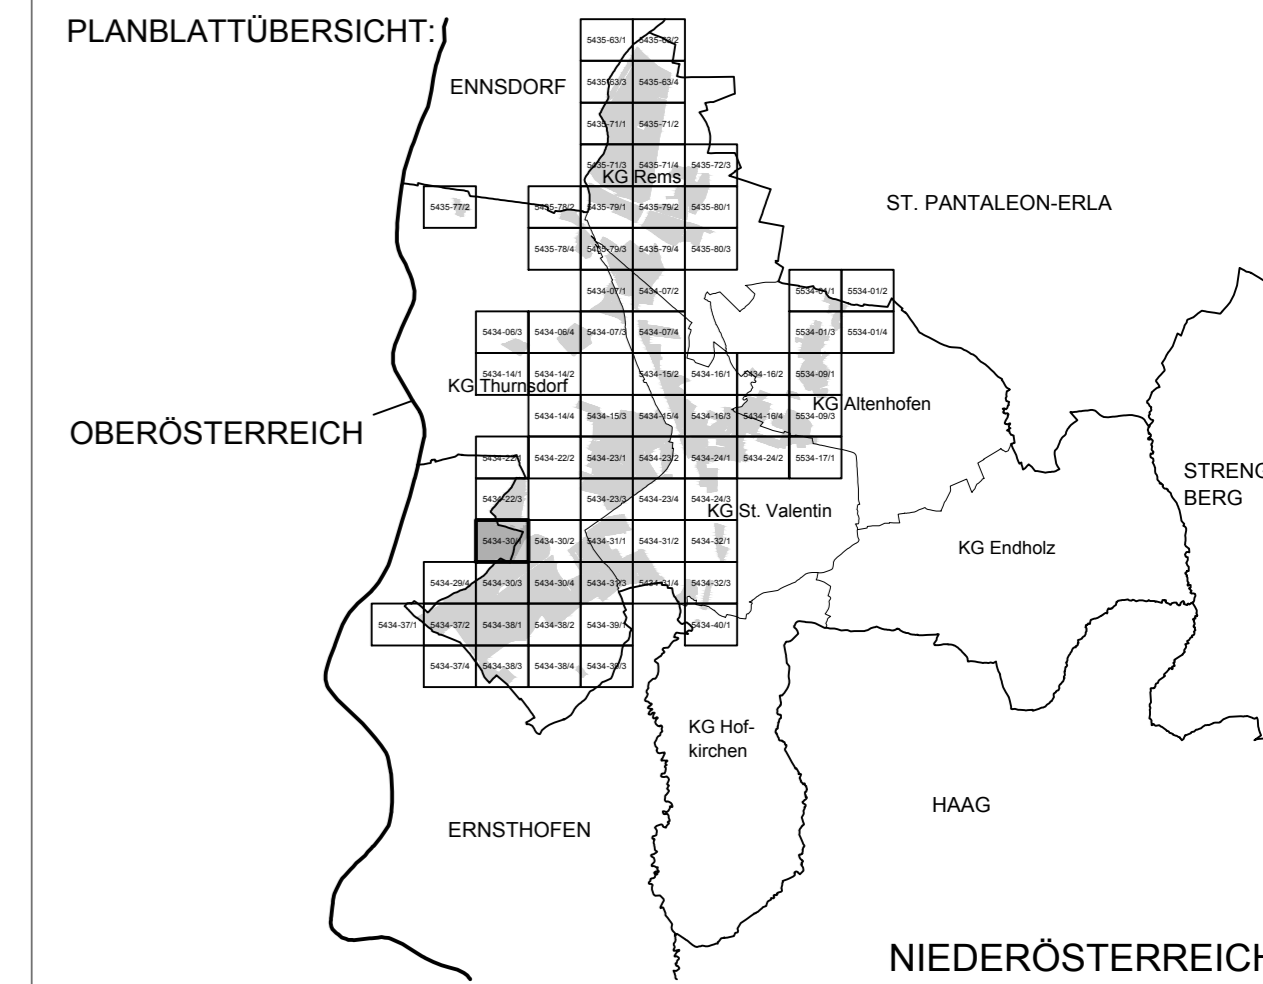 PLANBLATTÜBERSICHT:
5435-63/1 5435-63/2
ENNSDORF
5435-63/3 5435-63/4
5435-71/1 5435-71/2
5435-71/3 5435-71/4 5435-72/3
KG Rems
ST. PANTALEON-ERLA
5435-77/2 5435-78/2 5435-79/1 5435-79/2 5435-80/1
5435-78/4 5435-79/3 5435-79/4 5435-80/3
5434-07/1 5434-07/2 5534-01/1 5534-01/2
5434-06/3 5434-06/4 5434-07/3 5434-07/4 5534-01/3 5534-01/4
5434-14/1 5434-14/2 5434-15/2 5434-16/1 5434-16/2 5534-09/1
KG Thurnsdorf
KG Altenhofen
5434-14/4 5434-15/3 5434-15/4 5434-16/3 5434-16/4 5534-09/3
OBERÖSTERREICH
5434-22/1 5434-22/2 5434-23/1 5434-23/2 5434-24/1 5434-24/2 5534-17/1
STRENG
BERG
5434-22/3 5434-23/3 5434-23/4 5434-24/3
KG St. Valentin
5434-30/1 5434-30/2 5434-31/1 5434-31/2 5434-32/1
KG Endholz
5434-29/4 5434-30/3 5434-30/4 5434-31/3 5434-31/4 5434-32/3
5434-37/1 5434-37/2 5434-38/1 5434-38/2 5434-39/1 5434-40/1
5434-37/4 5434-38/3 5434-38/4 5434-39/3
KG Hof-
kirchen
HAAG
ERNSTHOFEN
NIEDERÖSTERREICH